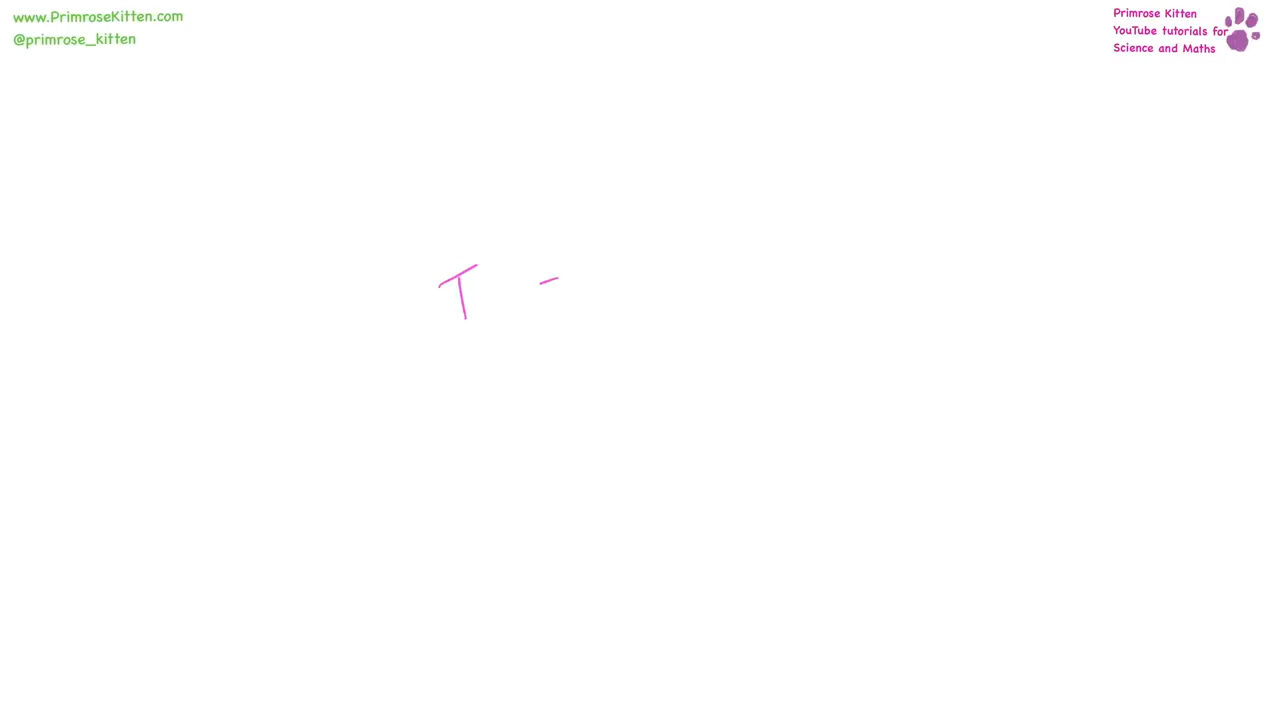 www.PrimroseKitten.com
@primrose_kitten
Primrose Kitten
YouTube tutorials for
Science and Maths
T -